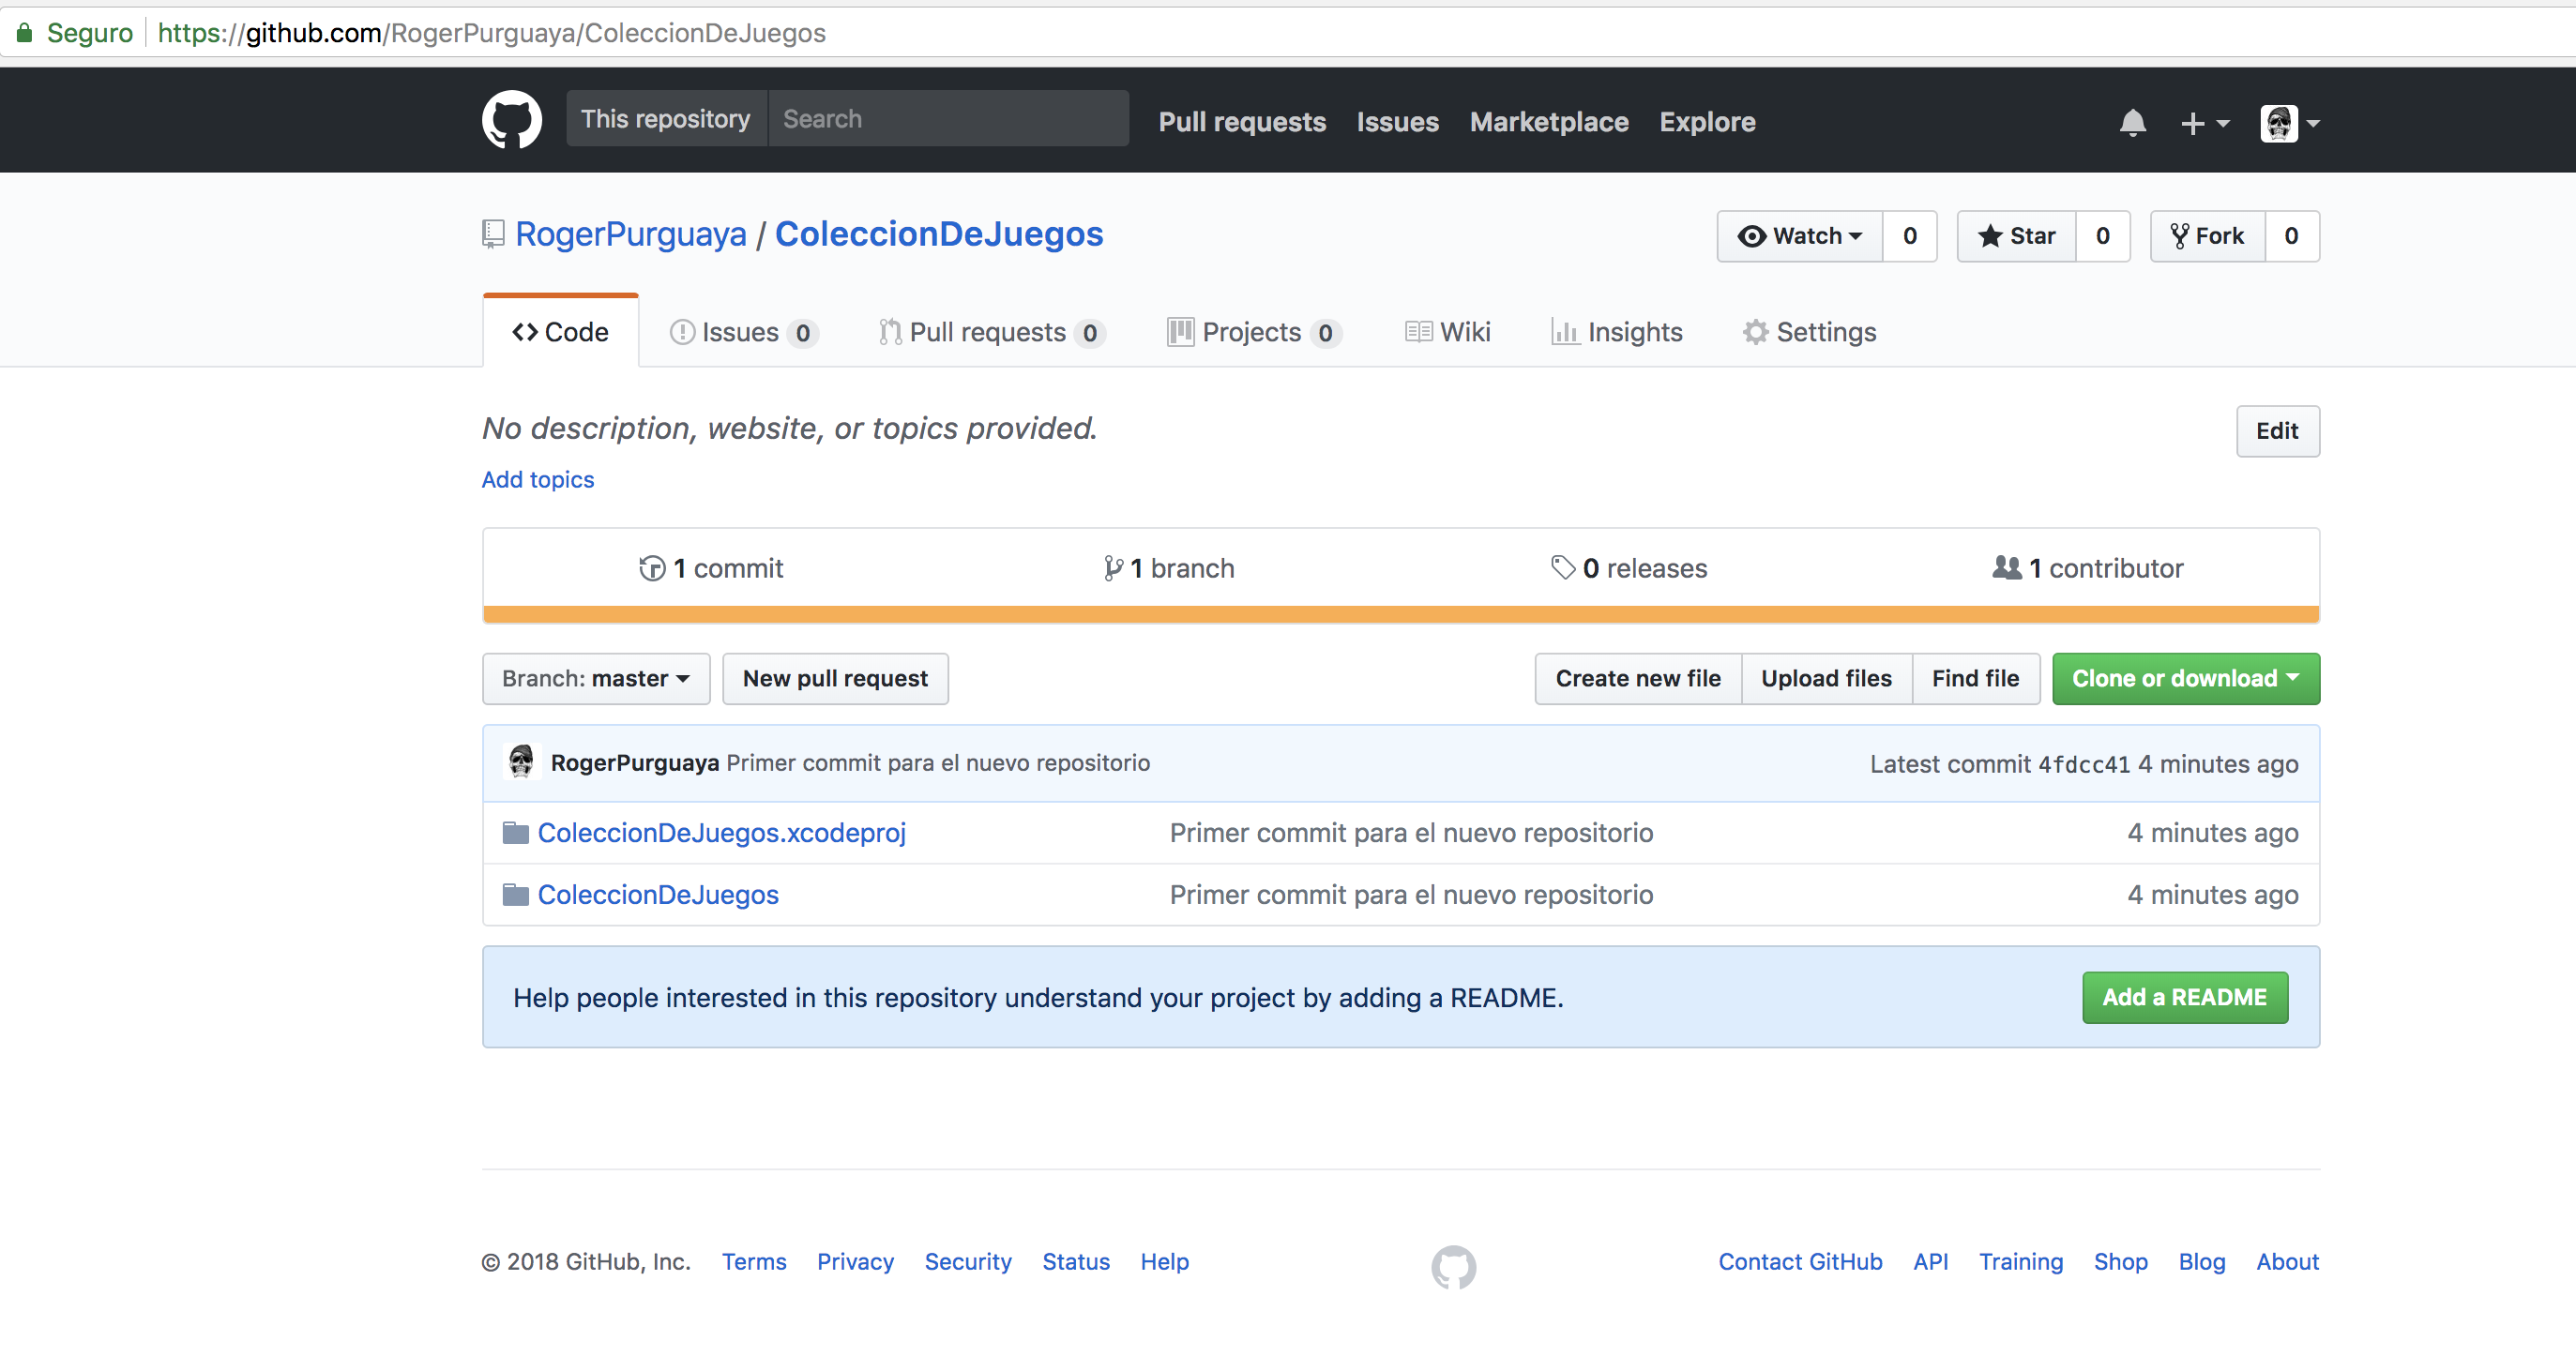 Seguro https://github.com/RogerPurguaya/ColeccionDeJuegos
This repository Search Pull requests Issues Marketplace Explore
RogerPurguaya / ColeccionDeJuegos Watch 0 Star 0 Fork 0
Code Issues 0 Pull requests 0 Projects 0 Wiki Insights Settings
No description, website, or topics provided. Edit
Add topics
1 commit 1 branch 0 releases 1 contributor
Branch: master New pull request Create new file Upload files Find file Clone or download
RogerPurguaya Primer commit para el nuevo repositorio Latest commit 4fdcc41 4 minutes ago
ColeccionDeJuegos.xcodeproj Primer commit para el nuevo repositorio 4 minutes ago
ColeccionDeJuegos Primer commit para el nuevo repositorio 4 minutes ago
Help people interested in this repository understand your project by adding a README. Add a README
© 2018 GitHub, Inc. Terms Privacy Security Status Help Contact GitHub API Training Shop Blog About